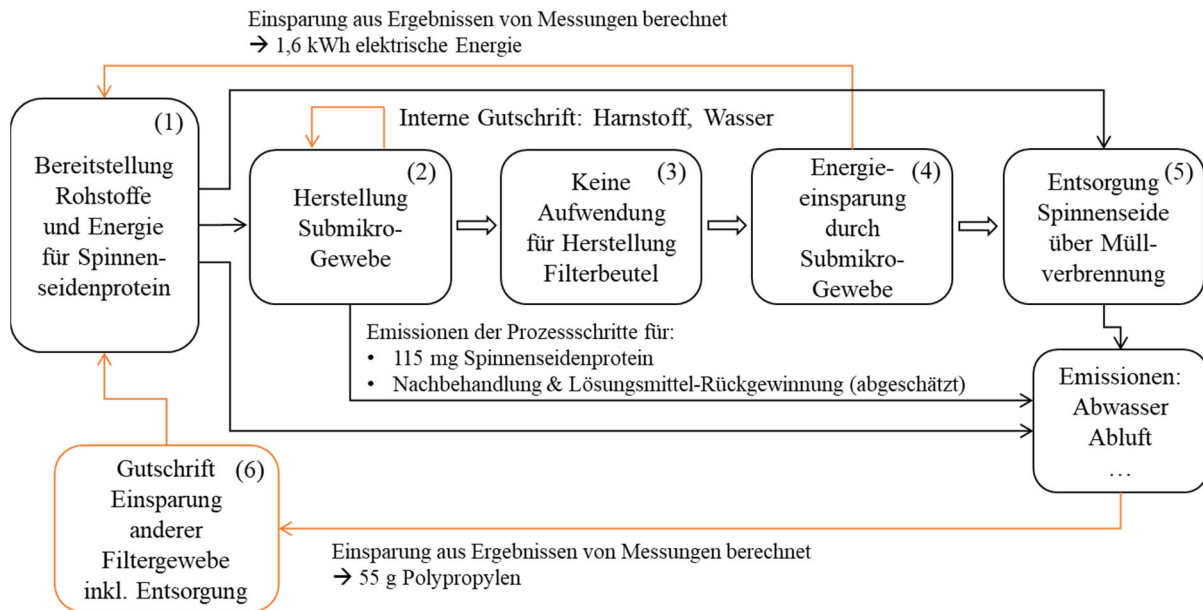 Einsparung aus Ergebnissen von Messungen berechnet
→ 1,6 kWh elektrische Energie
(1)
Bereitstellung
Rohstoffe
und Energie
für Spinnen-
seidenprotein
Interne Gutschrift: Harnstoff, Wasser
(2)
Herstellung
Submikro-
Gewebe
(3)
Keine
Aufwendung
für Herstellung
Filterbeutel
(4)
Energie-
einsparung
durch
Submikro-
Gewebe
(5)
Entsorgung
Spinnenseide
über Müll-
verbrennung
Emissionen der Prozessschritte für:
• 115 mg Spinnenseidenprotein
• Nachbehandlung & Lösungsmittel-Rückgewinnung (abgeschätzt)
Emissionen:
Abwasser
Abluft
…
(6)
Gutschrift
Einsparung
anderer
Filtergewebe
inkl. Entsorgung
Einsparung aus Ergebnissen von Messungen berechnet
→ 55 g Polypropylen